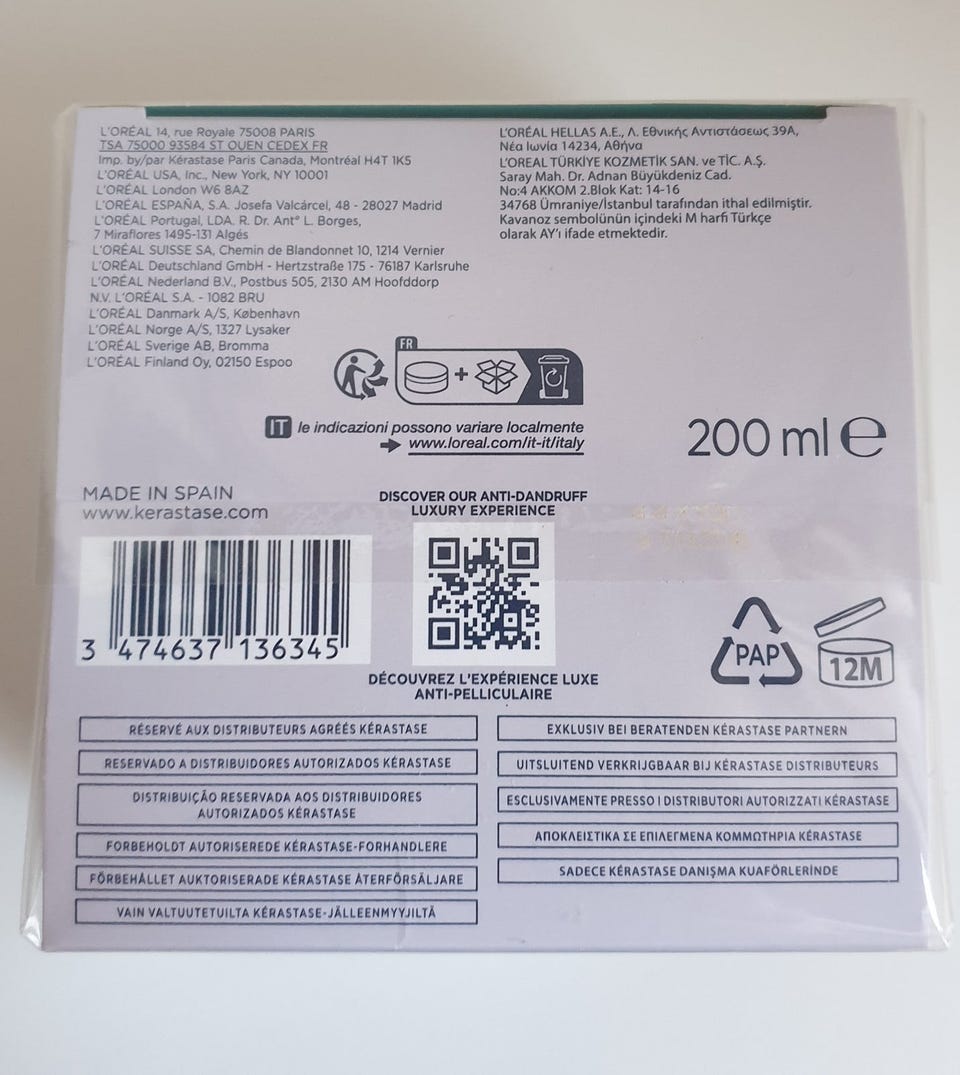 L'ORÉAL 14, rue Royale 75008 PARIS
TSA 75000 93584 ST OUEN CEDEX FR
Imp. by/par Kérastase Paris Canada, Montréal H4T 1K5
L'ORÉAL USA, Inc., New York, NY 10001
L'ORÉAL London W6 8AZ
L'ORÉAL ESPAÑA, S.A. Josefa Valcárcel, 48 - 28027 Madrid
L'ORÉAL Portugal, LDA. R. Dr. Antº L. Borges,
7 Miraflores 1495-131 Algés
L'ORÉAL SUISSE SA, Chemin de Blandonnet 10, 1214 Vernier
L'ORÉAL Deutschland GmbH - Hertzstraße 175 - 76187 Karlsruhe
L'ORÉAL Nederland B.V., Postbus 505, 2130 AM Hoofddorp
N.V. L'ORÉAL S.A. - 1082 BRU
L'ORÉAL Danmark A/S, København
L'ORÉAL Norge A/S, 1327 Lysaker
L'ORÉAL Sverige AB, Bromma
L'ORÉAL Finland Oy, 02150 Espoo
L'ORÉAL HELLAS A.E., Λ. Εθνικής Αντιστάσεως 39Α,
Νέα Ιωνία 14234, Αθήνα
L'OREAL TÜRKİYE KOZMETİK SAN. ve TİC. A.Ş.
Saray Mah. Dr. Adnan Büyükdeniz Cad.
No:4 AKKOM 2.Blok Kat: 14-16
34768 Ümraniye/İstanbul tarafından ithal edilmiştir.
Kavanoz sembolünün içindeki M harfi Türkçe
olarak AY'ı ifade etmektedir.
FR
+
IT le indicazioni possono variare localmente
www.loreal.com/it-it/italy
200 ml e
MADE IN SPAIN
www.kerastase.com
DISCOVER OUR ANTI-DANDRUFF
LUXURY EXPERIENCE
3 474637 136345
DÉCOUVREZ L'EXPÉRIENCE LUXE
ANTI-PELLICULAIRE
PAP
12M
RÉSERVÉ AUX DISTRIBUTEURS AGRÉÉS KÉRASTASE
RESERVADO A DISTRIBUIDORES AUTORIZADOS KÉRASTASE
DISTRIBUIÇÃO RESERVADA AOS DISTRIBUIDORES
AUTORIZADOS KÉRASTASE
FORBEHOLDT AUTORISEREDE KÉRASTASE-FORHANDLERE
FÖRBEHÅLLET AUKTORISERADE KÉRASTASE ÅTERFÖRSÄLJARE
VAIN VALTUUTETUILTA KÉRASTASE-JÄLLEENMYYJILTÄ
EXKLUSIV BEI BERATENDEN KÉRASTASE PARTNERN
UITSLUITEND VERKRIJGBAAR BIJ KÉRASTASE DISTRIBUTEURS
ESCLUSIVAMENTE PRESSO I DISTRIBUTORI AUTORIZZATI KÉRASTASE
ΑΠΟΚΛΕΙΣΤΙΚΑ ΣΕ ΕΠΙΛΕΓΜΕΝΑ ΚΟΜΜΩΤΗΡΙΑ KÉRASTASE
SADECE KÉRASTASE DANIŞMA KUAFÖRLERİNDE